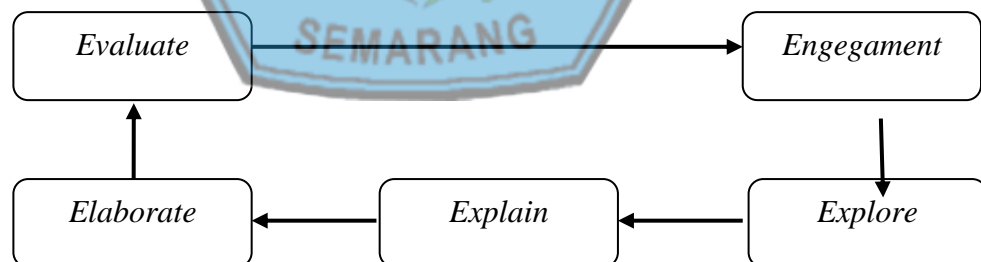 SEMARANG
Evaluate
Engegament
Elaborate
Explain
Explore